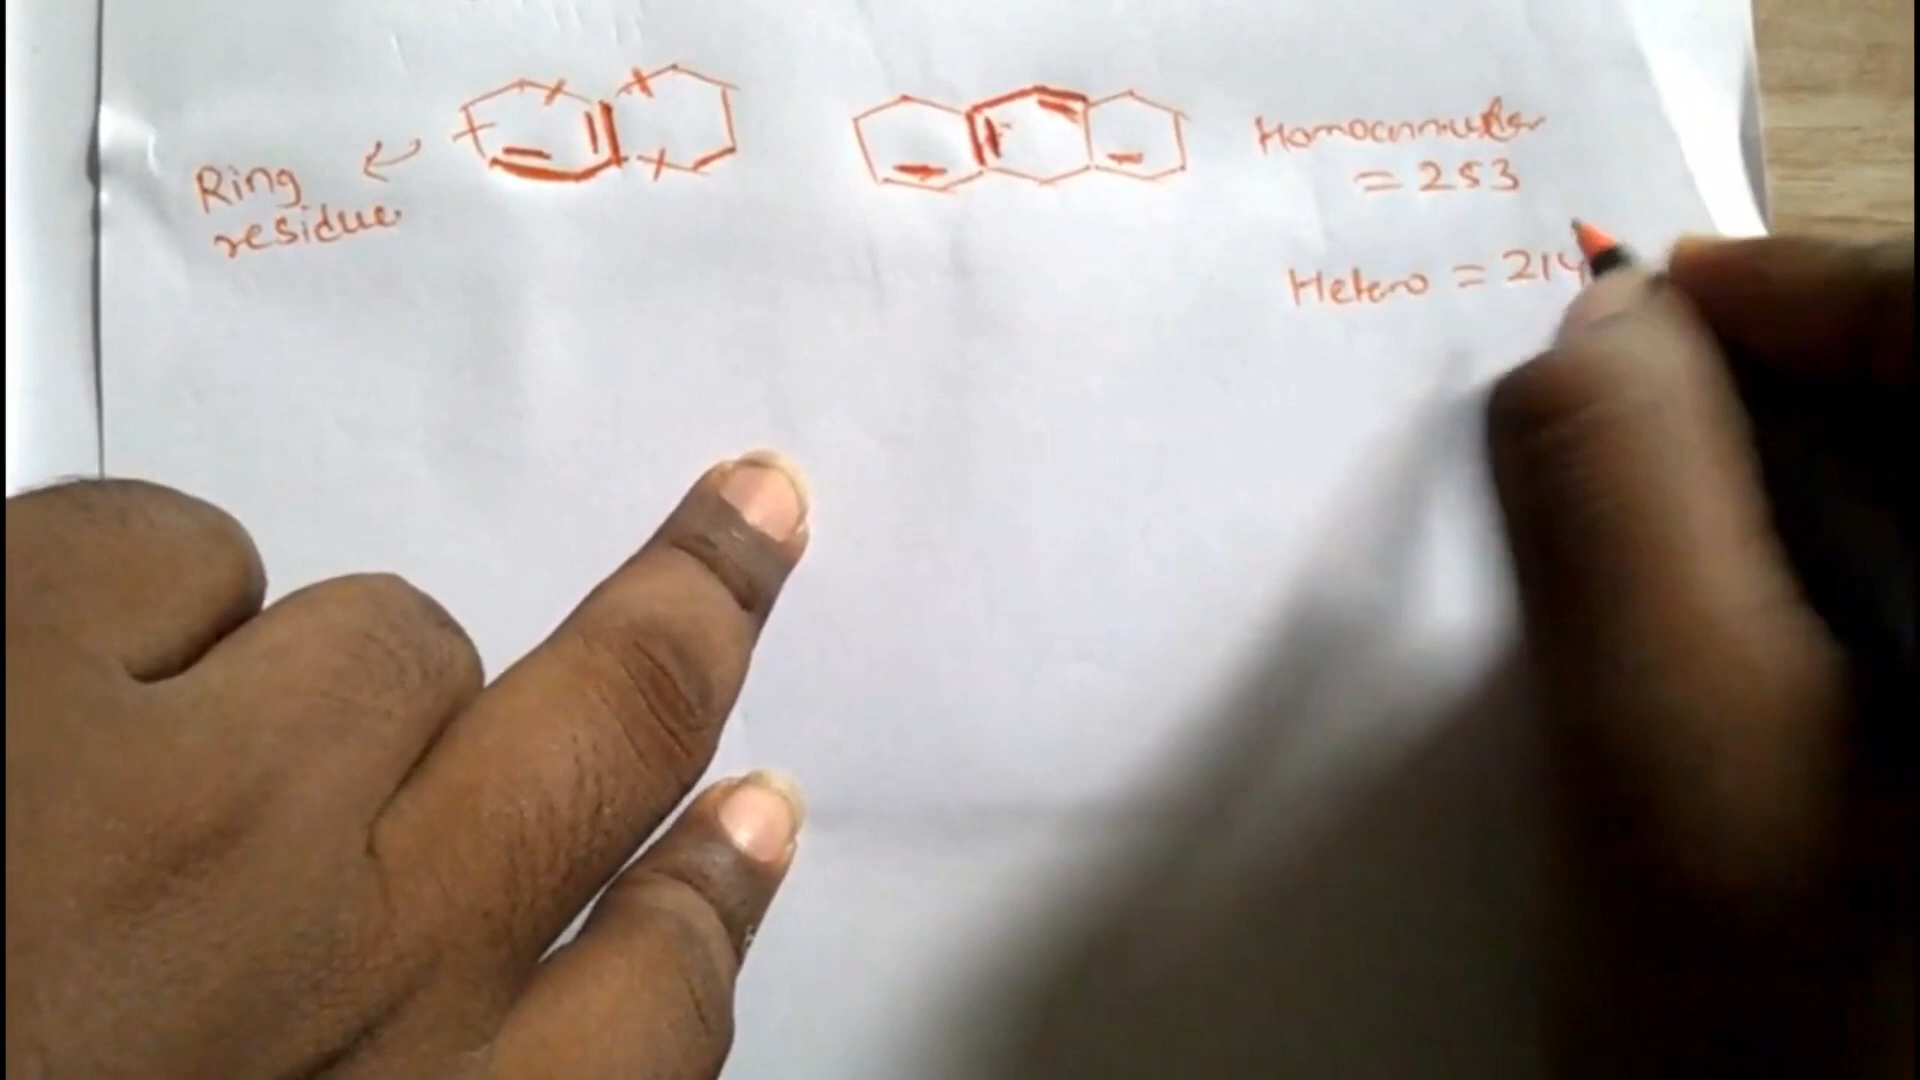 Ring
residue
Homoannular
= 253
Hetero = 214